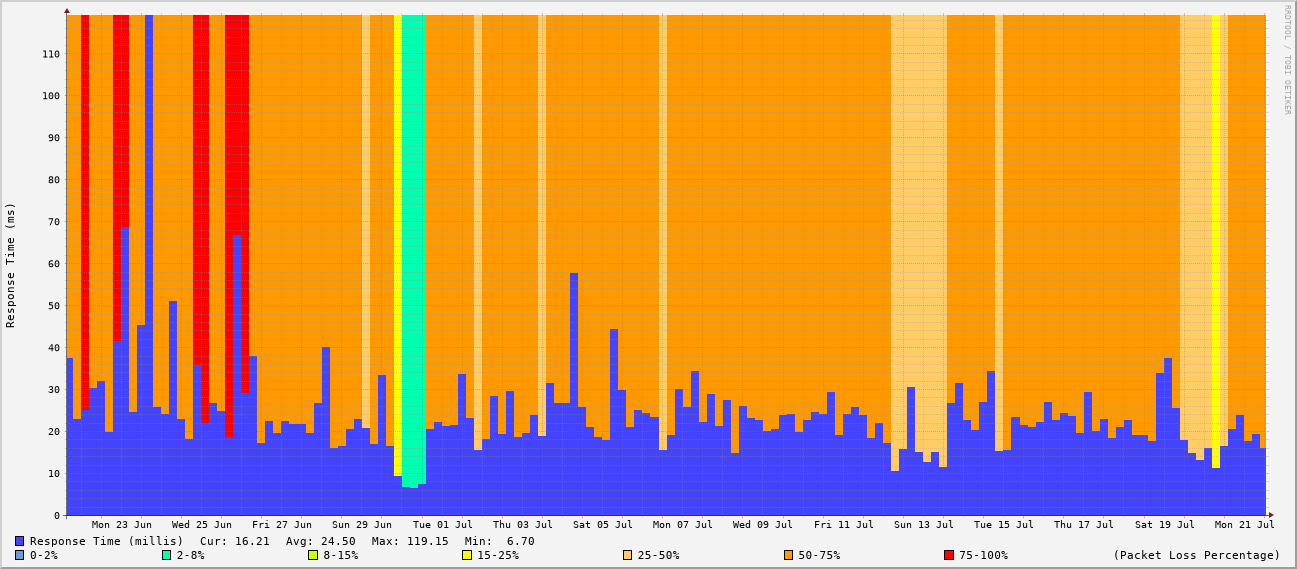 RRDTOOL / TOBI OETIKER
Response Time (ms)
110
100
90
80
70
60
50
40
30
20
10
0
Mon 23 Jun Wed 25 Jun Fri 27 Jun Sun 29 Jun Tue 01 Jul Thu 03 Jul Sat 05 Jul Mon 07 Jul Wed 09 Jul Fri 11 Jul Sun 13 Jul Tue 15 Jul Thu 17 Jul Sat 19 Jul Mon 21 Jul
Response Time (millis) Cur: 16.21 Avg: 24.50 Max: 119.15 Min: 6.70
0-2% 2-8% 8-15% 15-25% 25-50% 50-75% 75-100% (Packet Loss Percentage)